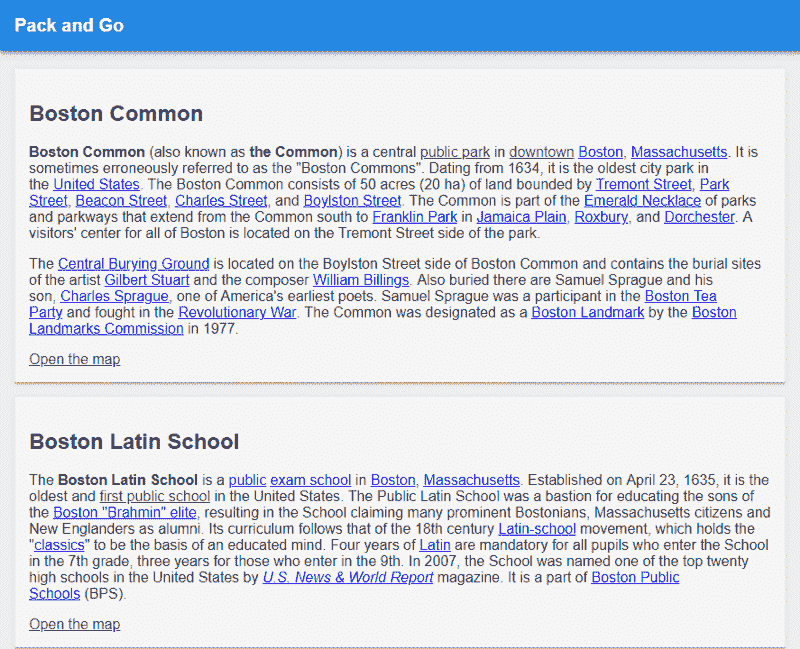 Pack and Go
Boston Common
Boston Common (also known as the Common) is a central public park in downtown Boston, Massachusetts. It is
sometimes erroneously referred to as the "Boston Commons". Dating from 1634, it is the oldest city park in
the United States. The Boston Common consists of 50 acres (20 ha) of land bounded by Tremont Street, Park
Street, Beacon Street, Charles Street, and Boylston Street. The Common is part of the Emerald Necklace of parks
and parkways that extend from the Common south to Franklin Park in Jamaica Plain, Roxbury, and Dorchester. A
visitors' center for all of Boston is located on the Tremont Street side of the park.
The Central Burying Ground is located on the Boylston Street side of Boston Common and contains the burial sites
of the artist Gilbert Stuart and the composer William Billings. Also buried there are Samuel Sprague and his
son, Charles Sprague, one of America's earliest poets. Samuel Sprague was a participant in the Boston Tea
Party and fought in the Revolutionary War. The Common was designated as a Boston Landmark by the Boston
Landmarks Commission in 1977.
Open the map
Boston Latin School
The Boston Latin School is a public exam school in Boston, Massachusetts. Established on April 23, 1635, it is the
oldest and first public school in the United States. The Public Latin School was a bastion for educating the sons of
the Boston "Brahmin" elite, resulting in the School claiming many prominent Bostonians, Massachusetts citizens and
New Englanders as alumni. Its curriculum follows that of the 18th century Latin-school movement, which holds the
"classics" to be the basis of an educated mind. Four years of Latin are mandatory for all pupils who enter the School
in the 7th grade, three years for those who enter in the 9th. In 2007, the School was named one of the top twenty
high schools in the United States by U.S. News & World Report magazine. It is a part of Boston Public
Schools (BPS).
Open the map